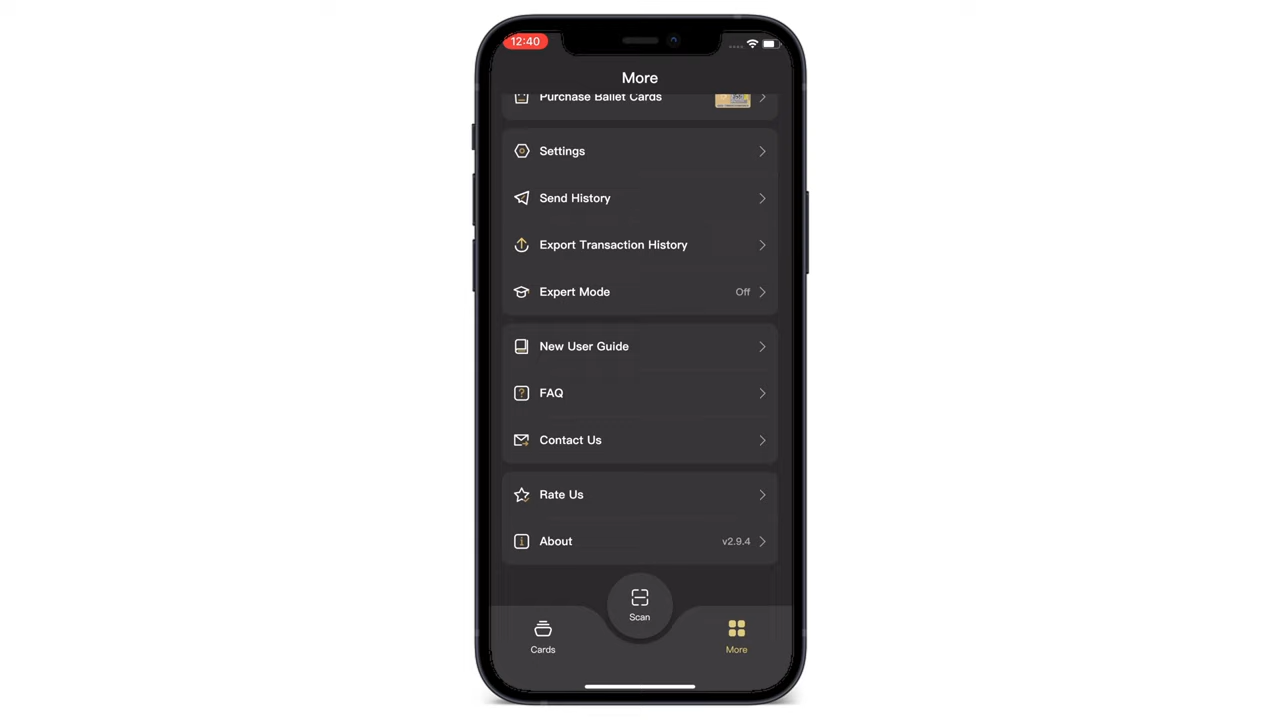 12:40
More
Purchase Ballet Cards
Settings
Send History
Export Transaction History
Expert Mode Off
New User Guide
FAQ
Contact Us
Rate Us
About v2.9.4
Scan
Cards
More